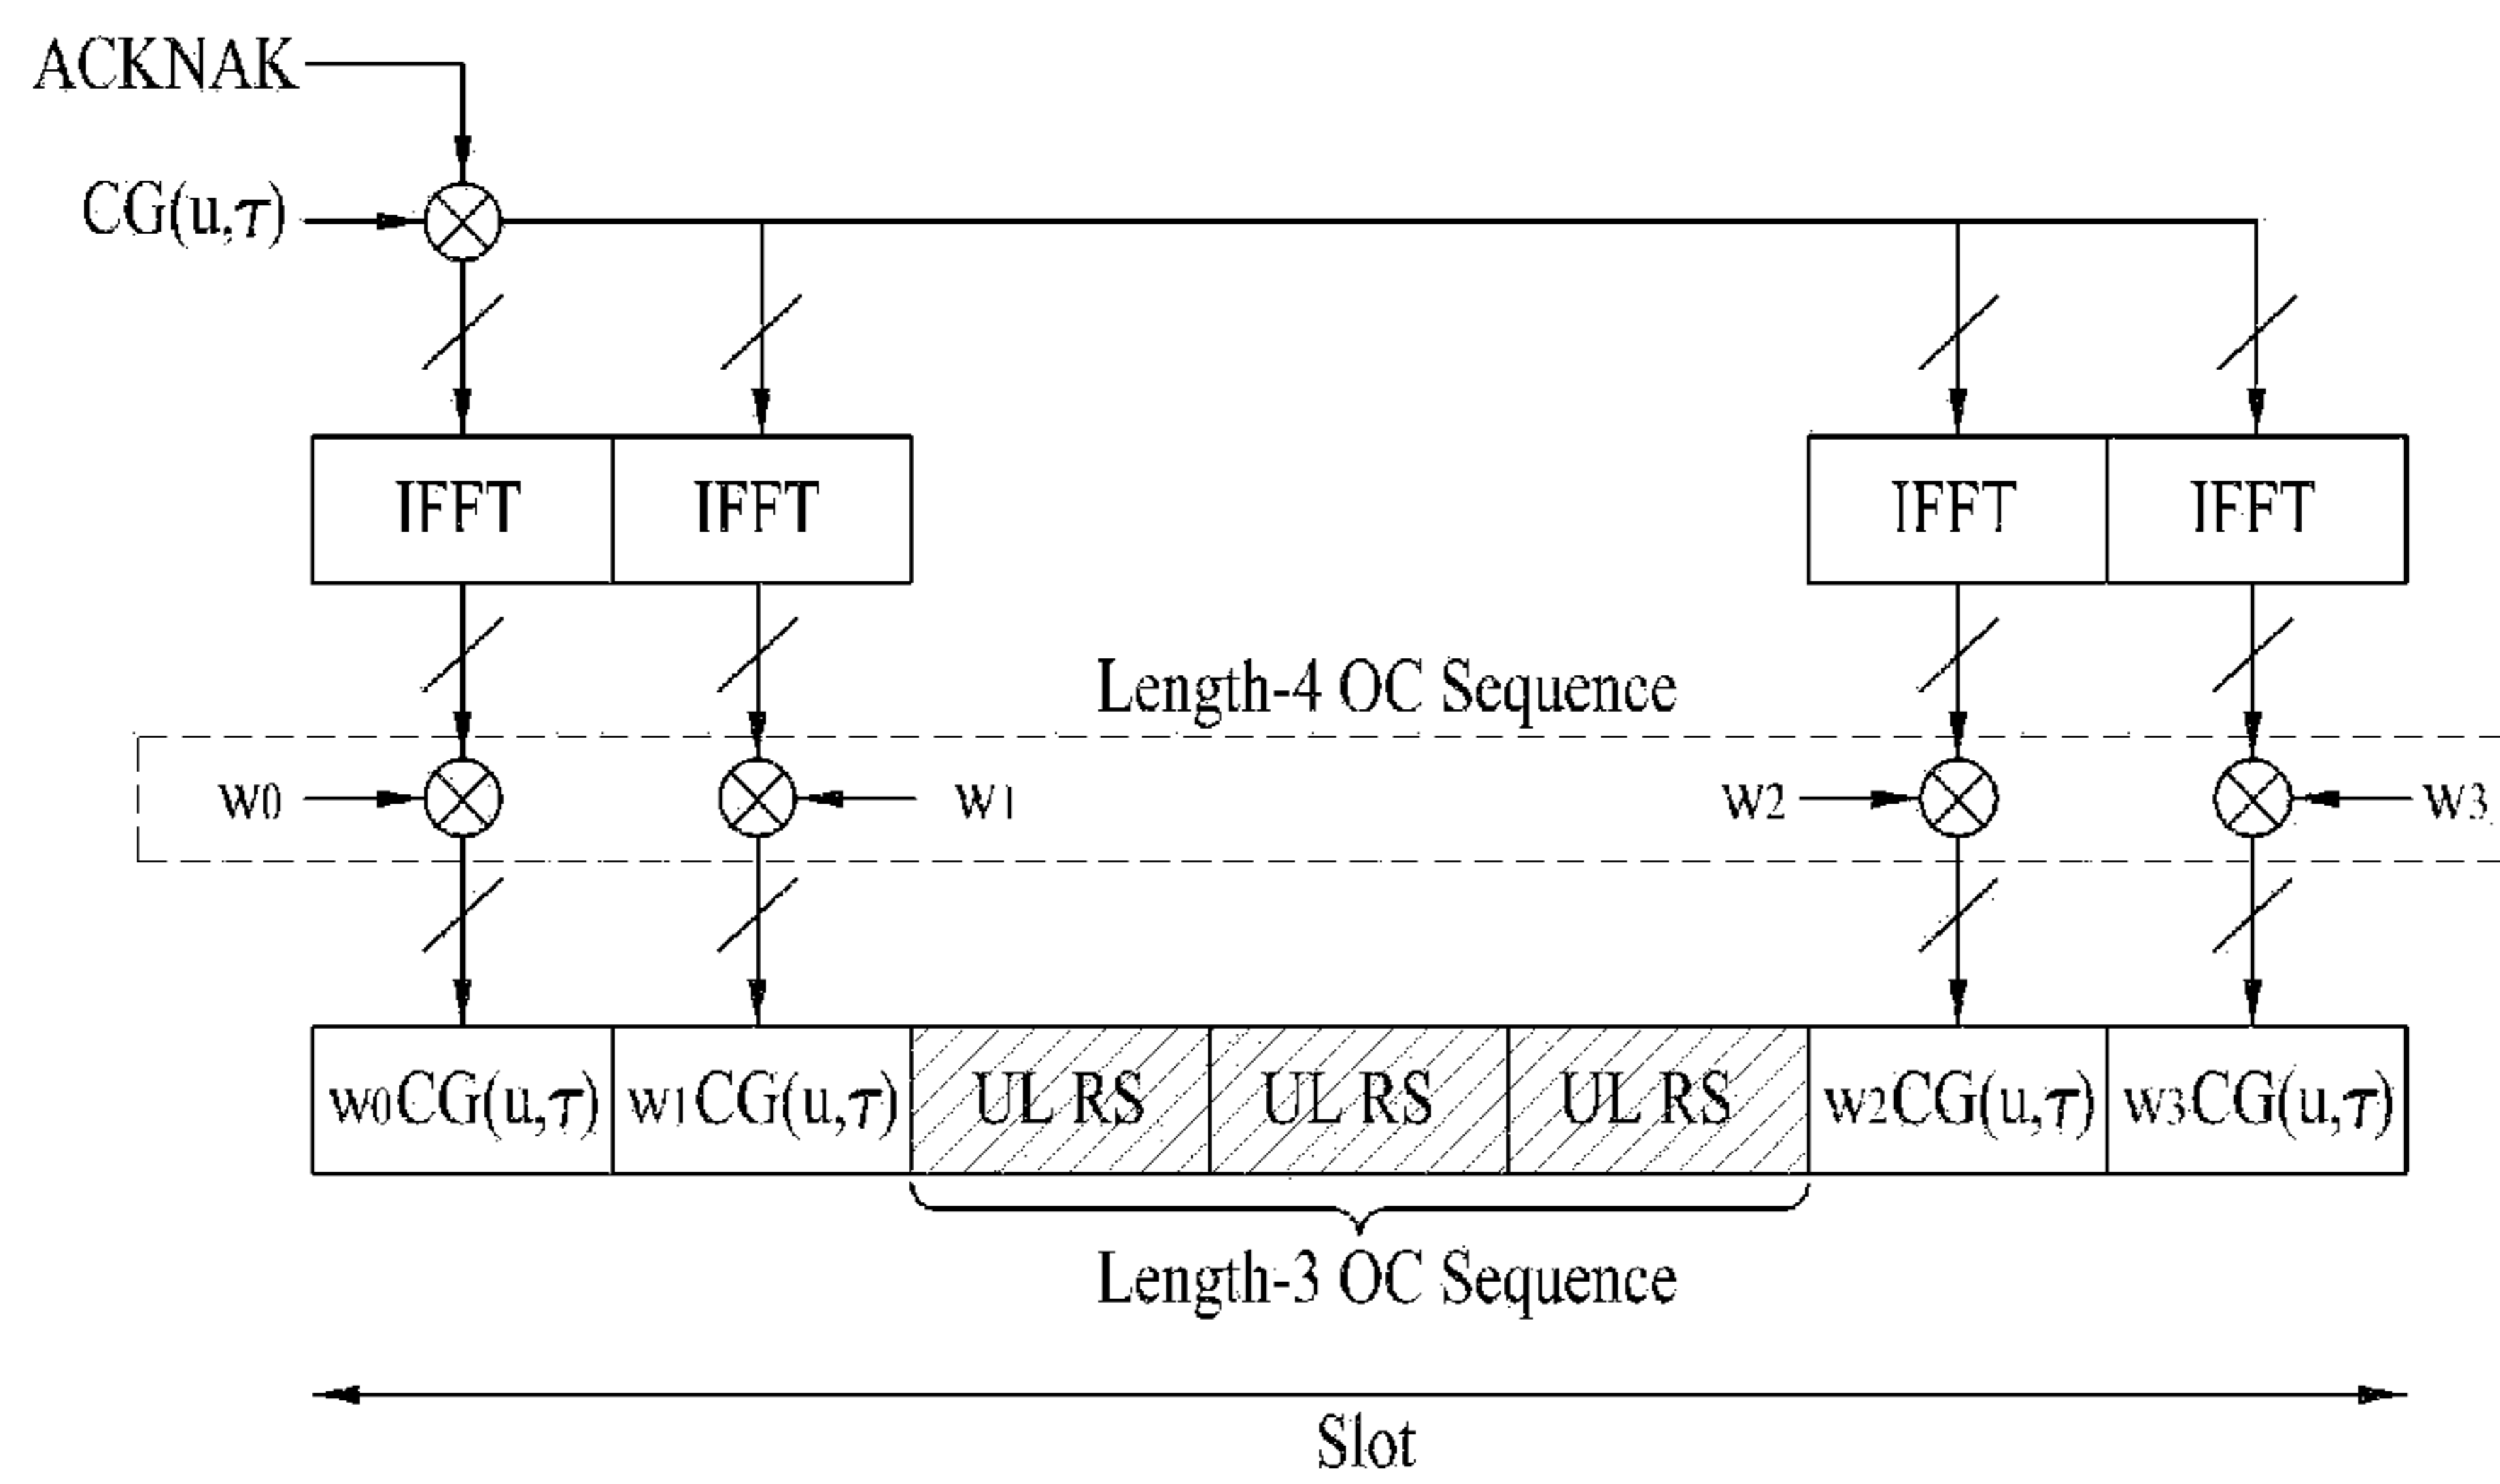 ACKNAK
CG(u,τ)
IFFT IFFT IFFT IFFT
Length-4 OC Sequence
w0 w1 w2 w3
w0CG(u,τ) w1CG(u,τ) UL RS UL RS UL RS w2CG(u,τ) w3CG(u,τ)
Length-3 OC Sequence
Slot